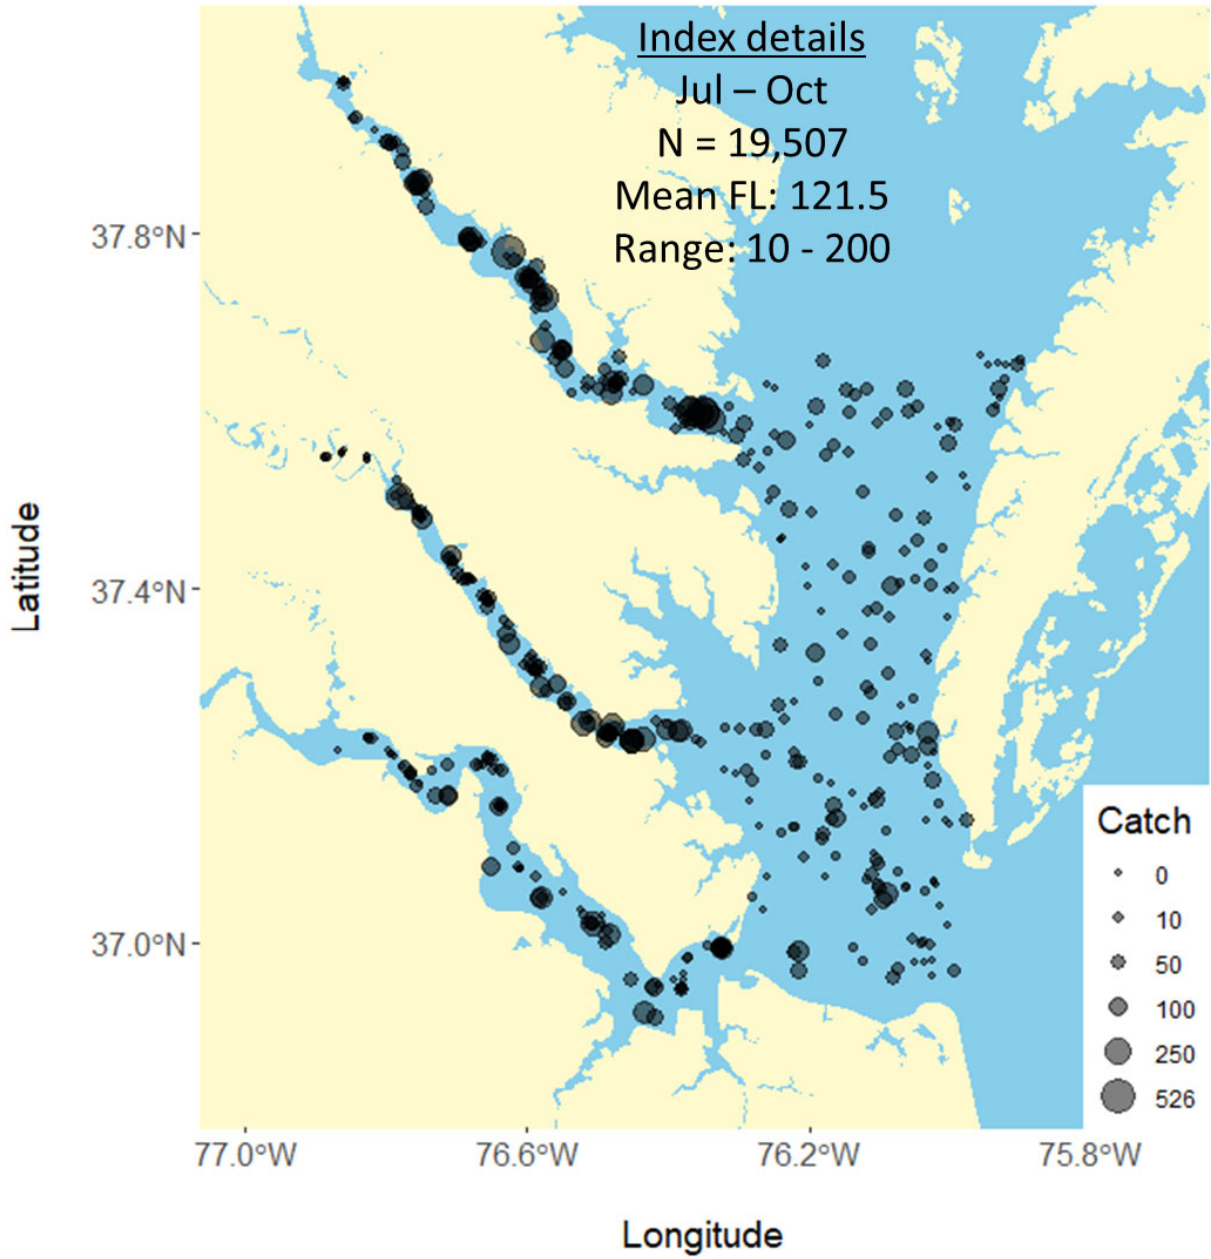 Index details
Jul – Oct
N = 19,507
Mean FL: 121.5
Range: 10 - 200
37.8°N
37.4°N
37.0°N
Latitude
Catch
0
10
50
100
250
526
77.0°W 76.6°W 76.2°W 75.8°W
Longitude